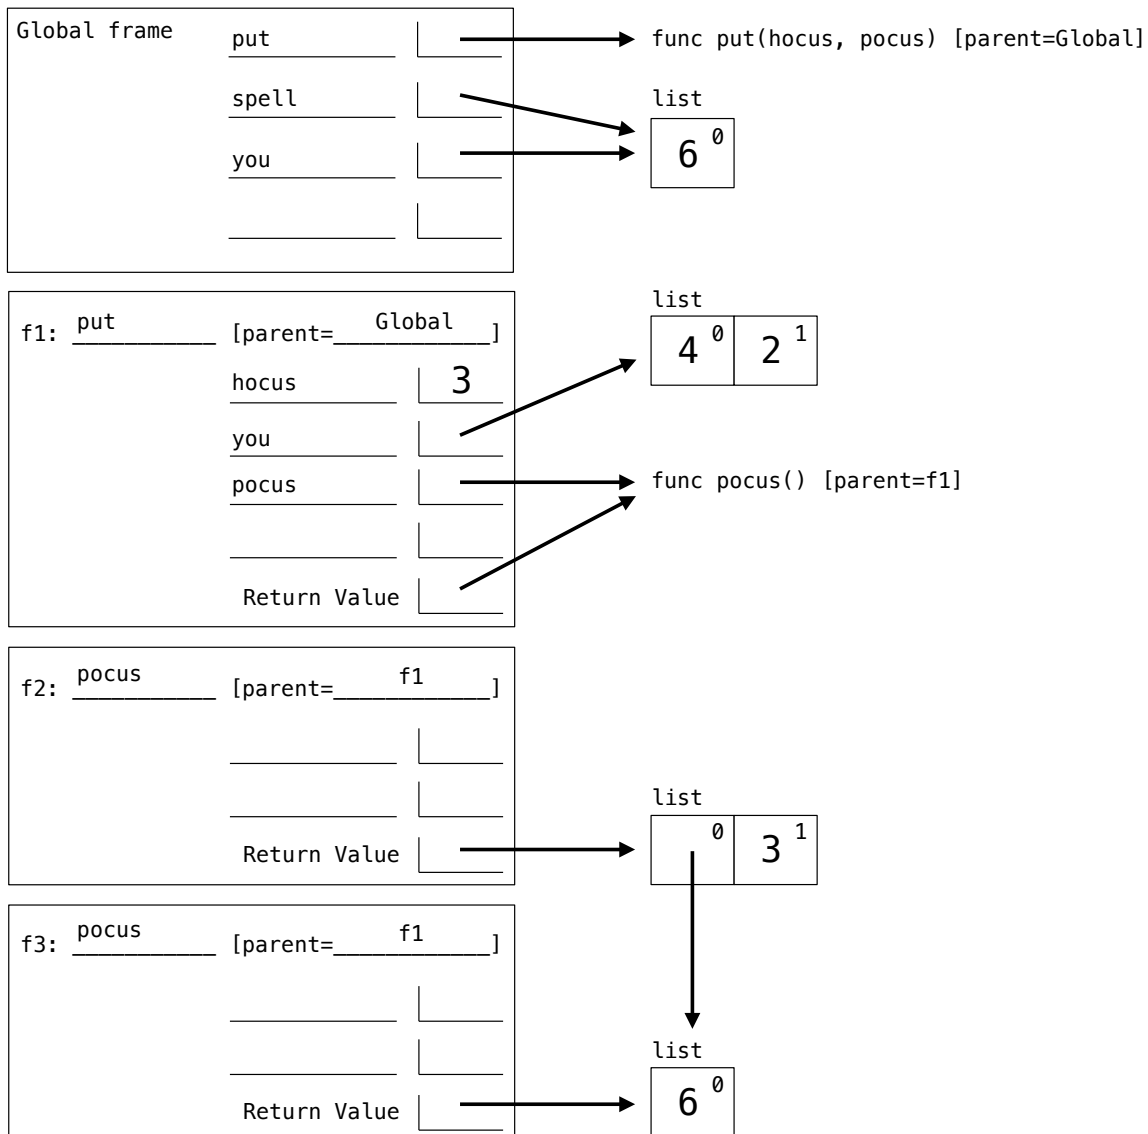 Global frame
put
func put(hocus, pocus) [parent=Global]
spell
list
6 0
you
f1: put [parent=Global]
list
4 0 2 1
hocus 3
you
pocus
func pocus() [parent=f1]
Return Value
f2: pocus [parent=f1]
list
0 3 1
Return Value
f3: pocus [parent=f1]
list
6 0
Return Value